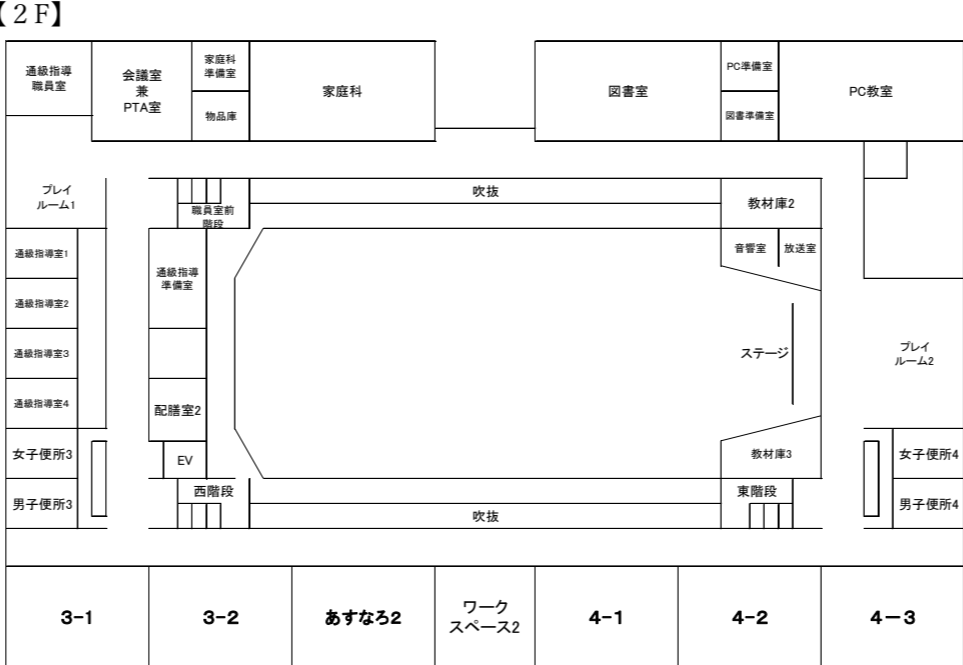 【２F】
通級指導
職員室
会議室
兼
PTA室
家庭科
準備室
物品庫
家庭科
図書室
PC準備室
図書準備室
PC教室
プレイ
ルーム1
職員室前
階段
吹抜
教材庫2
通級指導室1
通級指導室2
通級指導室3
通級指導室4
通級指導
準備室
音響室
放送室
ステージ
プレイ
ルーム2
配膳室2
EV
女子便所3
男子便所3
西階段
吹抜
教材庫3
東階段
女子便所4
男子便所4
3-1
3-2
あすなろ2
ワーク
スペース2
4-1
4-2
4－3